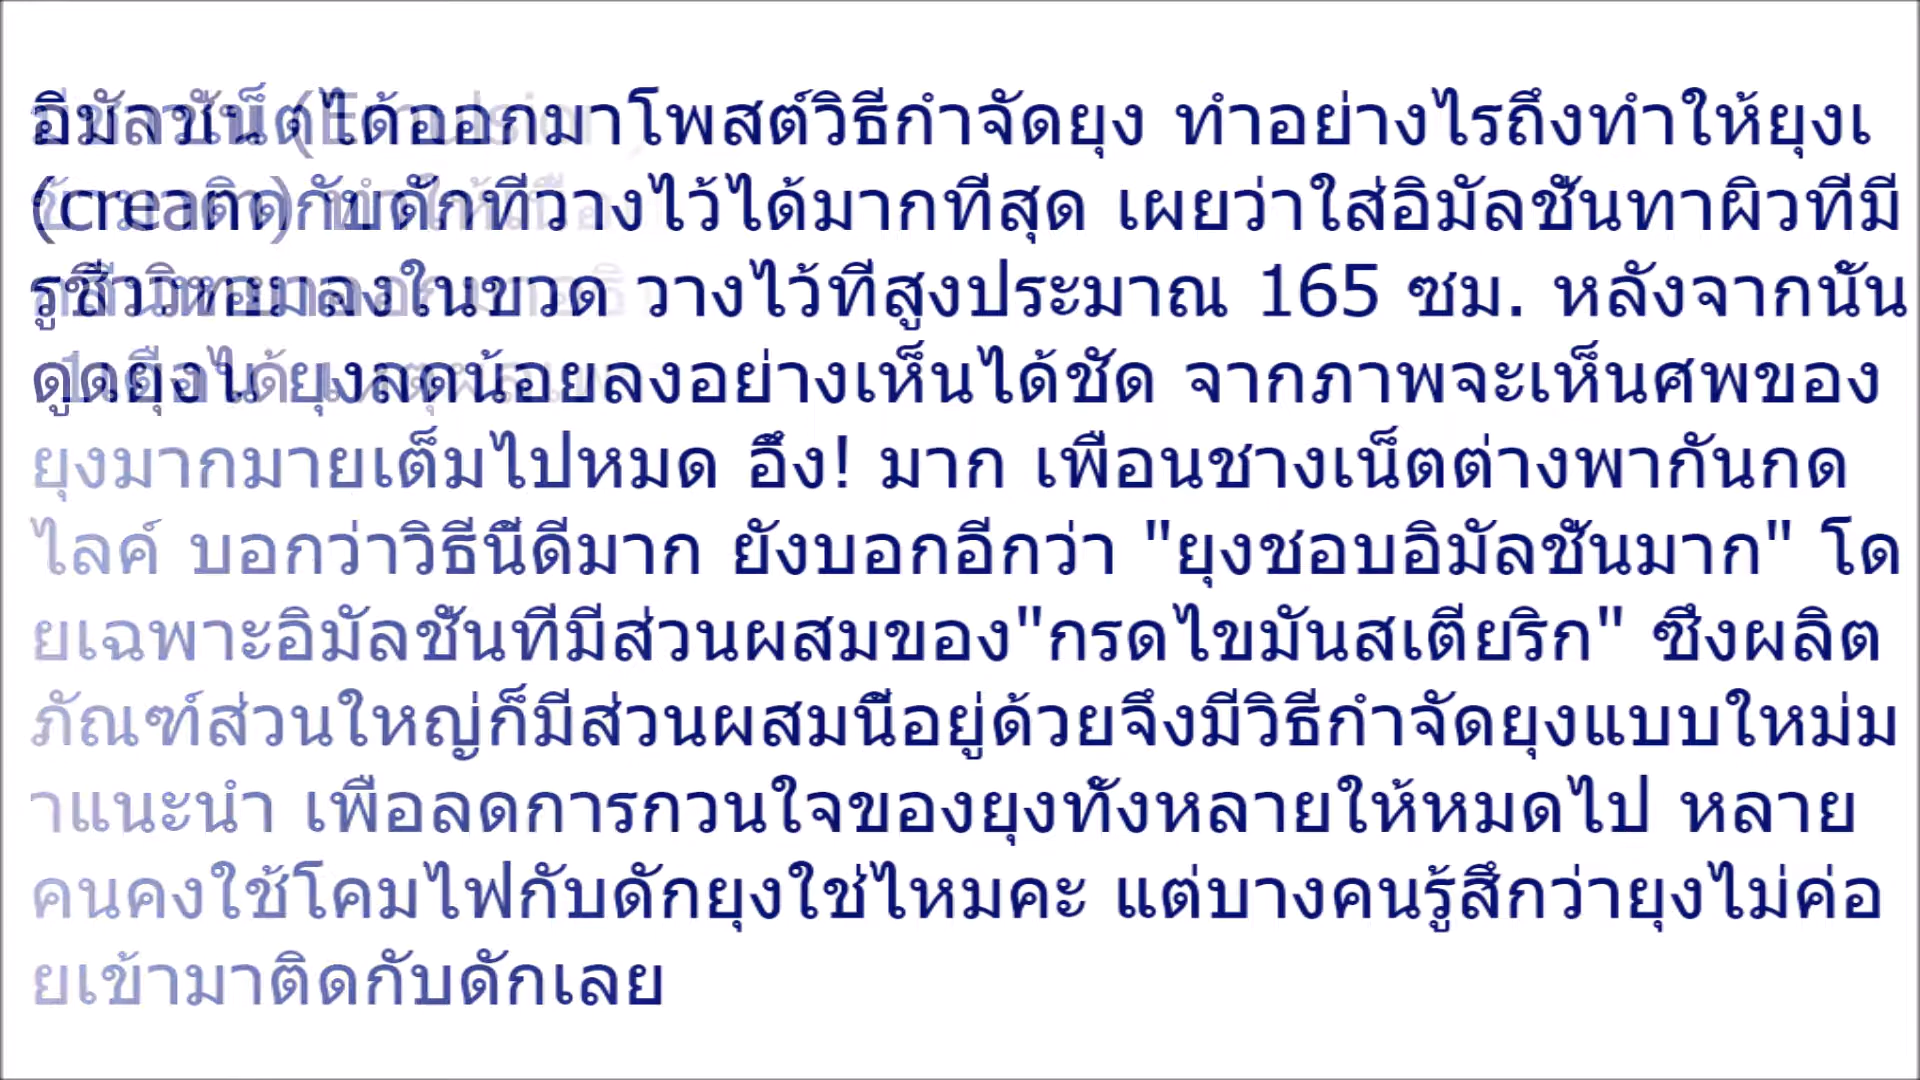 ได้ออกมาโพสต์วิธีกำจัดยุง ทำอย่างไรถึงทำให้ยุงเ
ติดกับดักที่วางไว้ได้มากที่สุด เผยว่าใส่อิมัลชั่นทาผิวที่มี
ลงในขวด วางไว้ที่สูงประมาณ 165 ซม. หลังจากนั้น
ยุงลดน้อยลงอย่างเห็นได้ชัด จากภาพจะเห็นศพของ
ยุงมากมายเต็มไปหมด อึ้ง! มาก เพื่อนชางเน็ตต่างพากันกด
ไลค์ บอกว่าวิธีนี้ดีมาก ยังบอกอีกว่า "ยุงชอบอิมัลชั่นมาก" โด
ยเฉพาะอิมัลชั่นที่มีส่วนผสมของ"กรดไขมันสเตียริก" ซึ่งผลิต
ภัณฑ์ส่วนใหญ่ก็มีส่วนผสมนี้อยู่ด้วยจึงมีวิธีกำจัดยุงแบบใหม่ม
าแนะนำ เพื่อลดการกวนใจของยุงทั้งหลายให้หมดไป หลาย
คนคงใช้โคมไฟกับดักยุงใช่ไหมคะ แต่บางคนรู้สึกว่ายุงไม่ค่อ
ยเข้ามาติดกับดักเลย